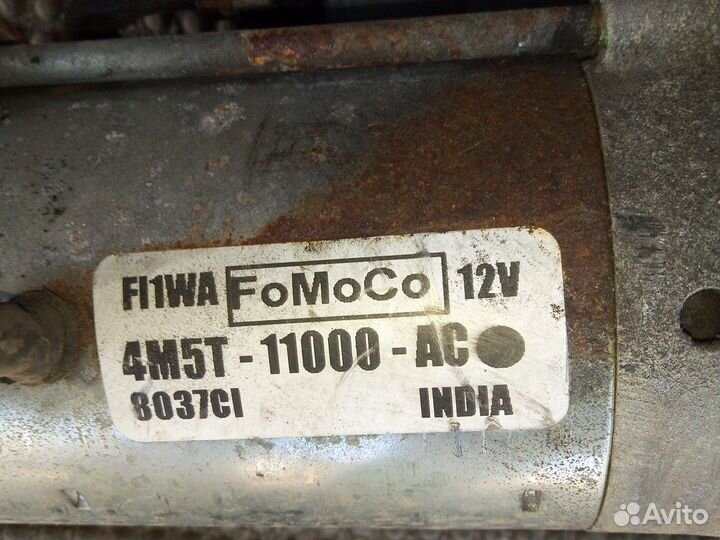 FI1WA FoMoCo 12V
4M5T - 11000 - AC
8037CI INDIA
Avito